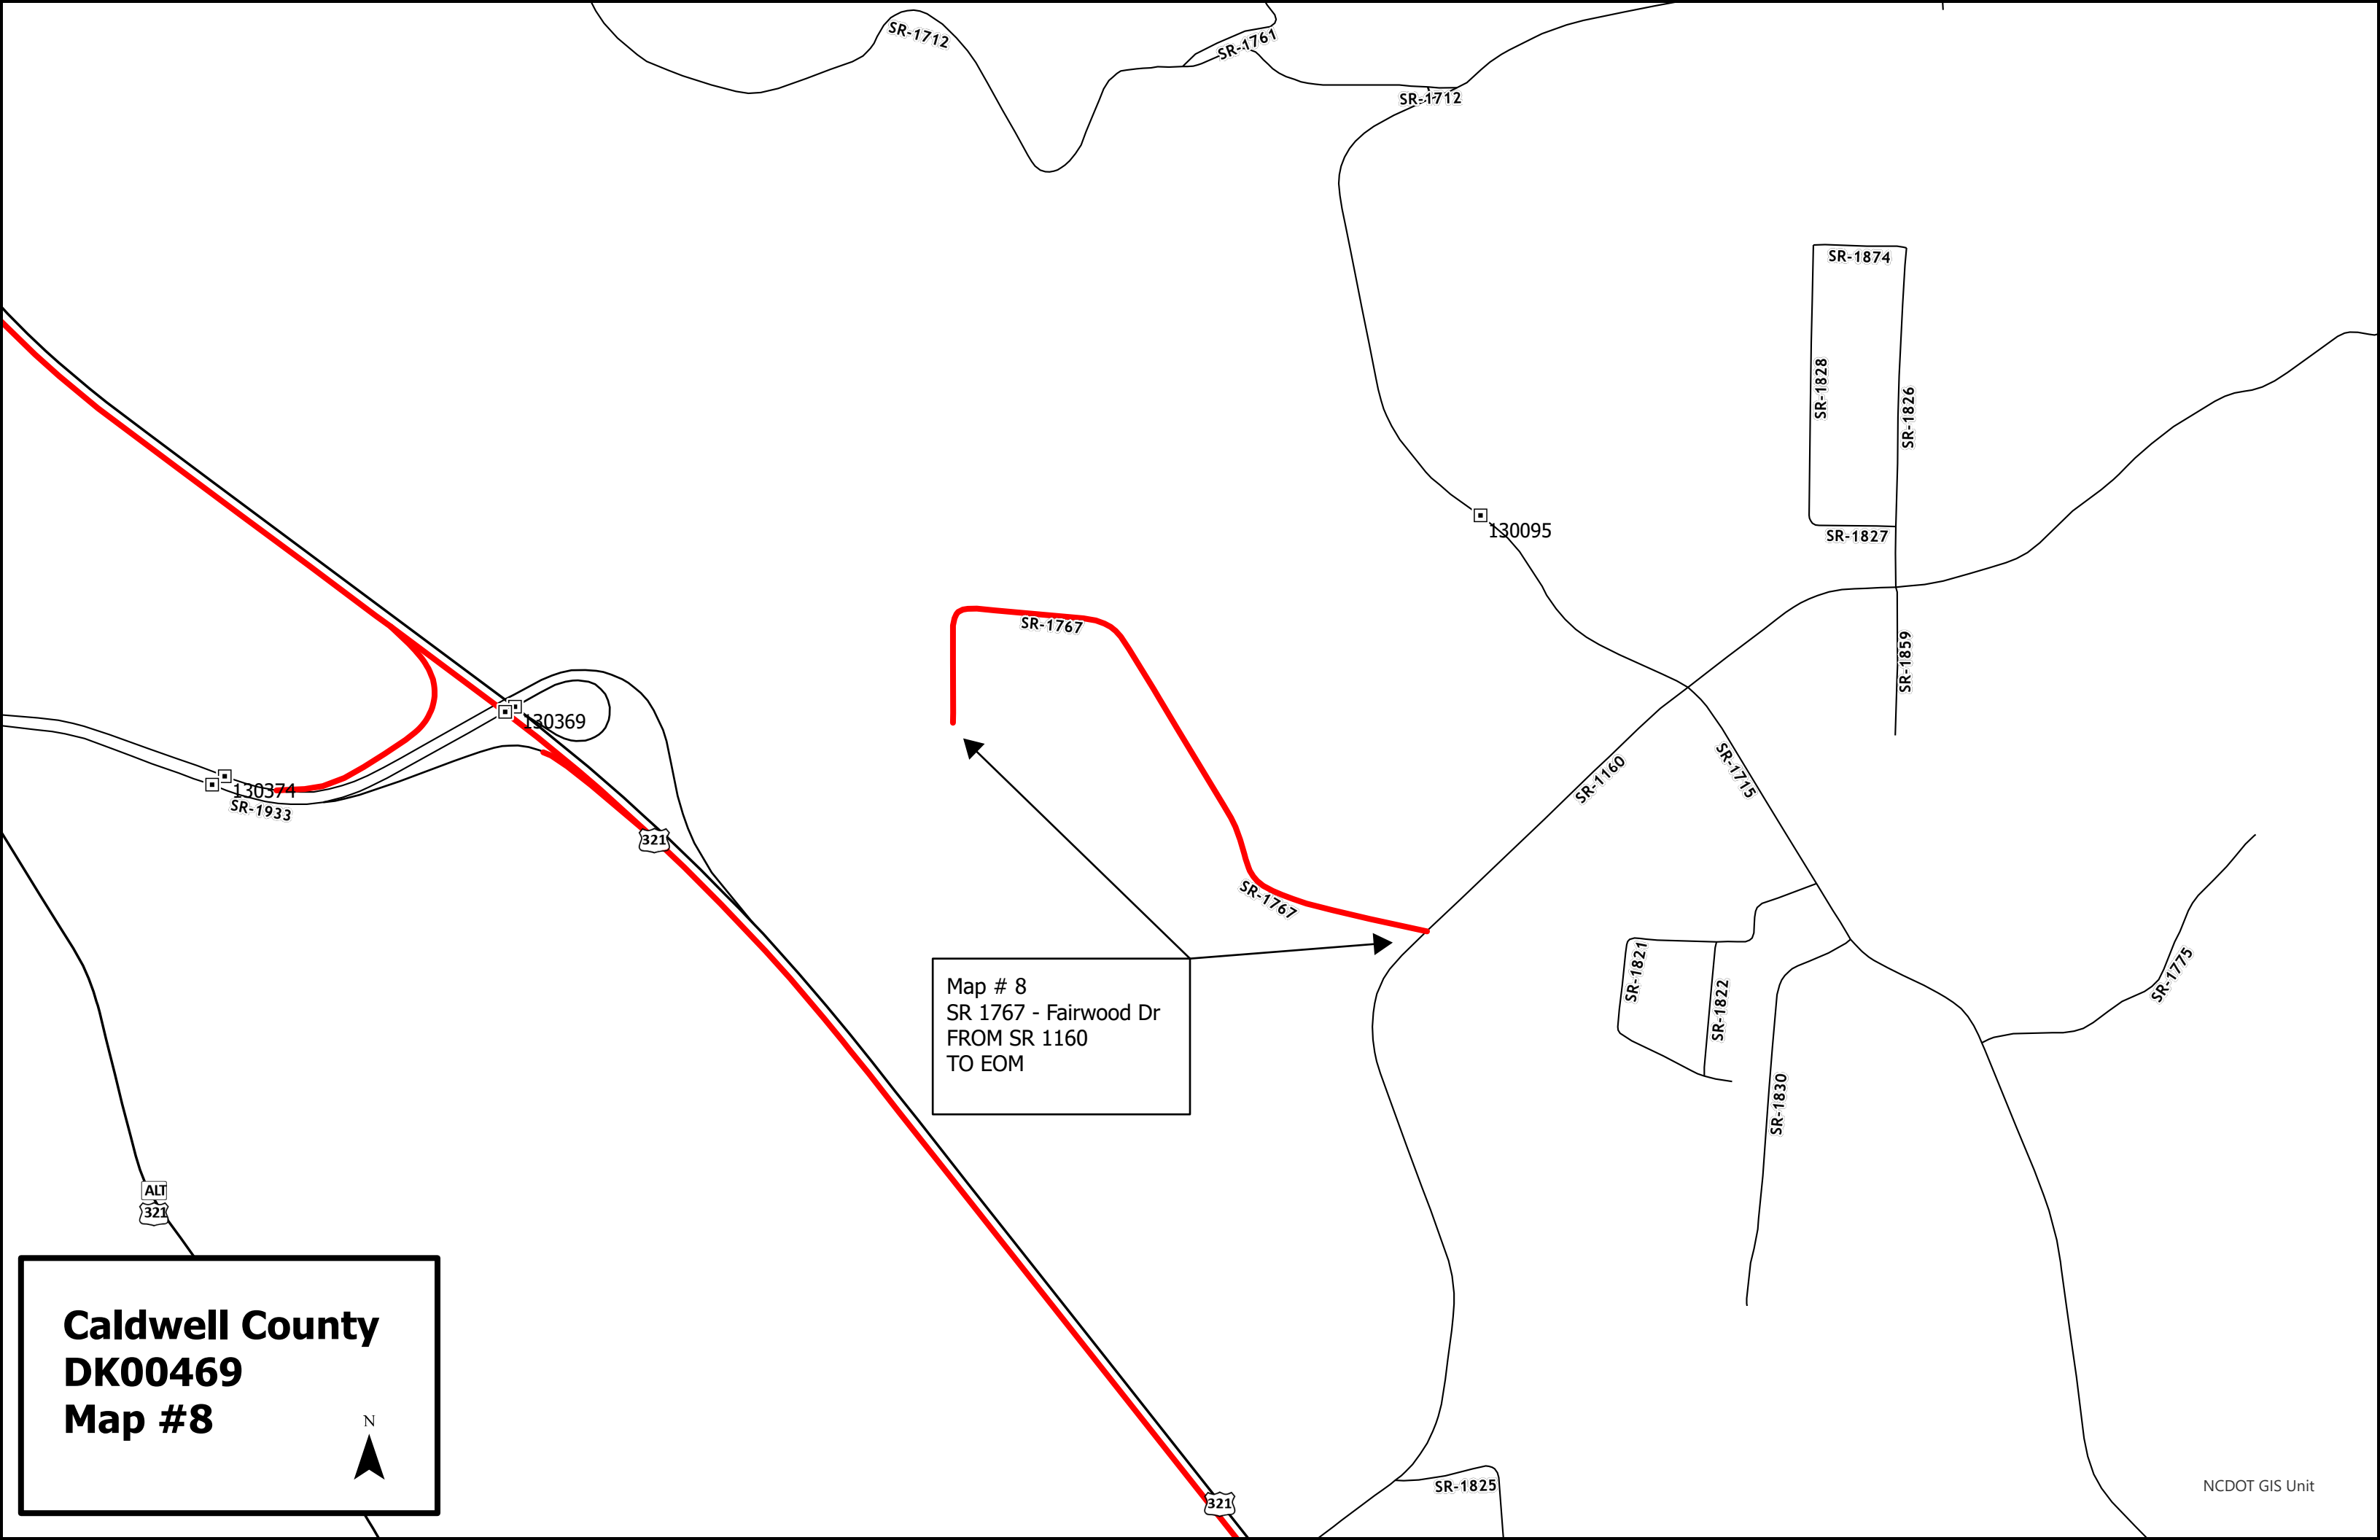 SR-1712
SR-1761
SR-1712
SR-1874
SR-1828
SR-1826
130095
SR-1827
SR-1767
SR-1859
130369
SR-1160
SR-1715
130374
SR-1933
321
SR-1767
SR-1821
SR-1822
SR-1775
Map # 8
SR 1767 - Fairwood Dr
FROM SR 1160
TO EOM
SR-1830
ALT
321
Caldwell County
DK00469
Map #8
N
SR-1825
NCDOT GIS Unit
321